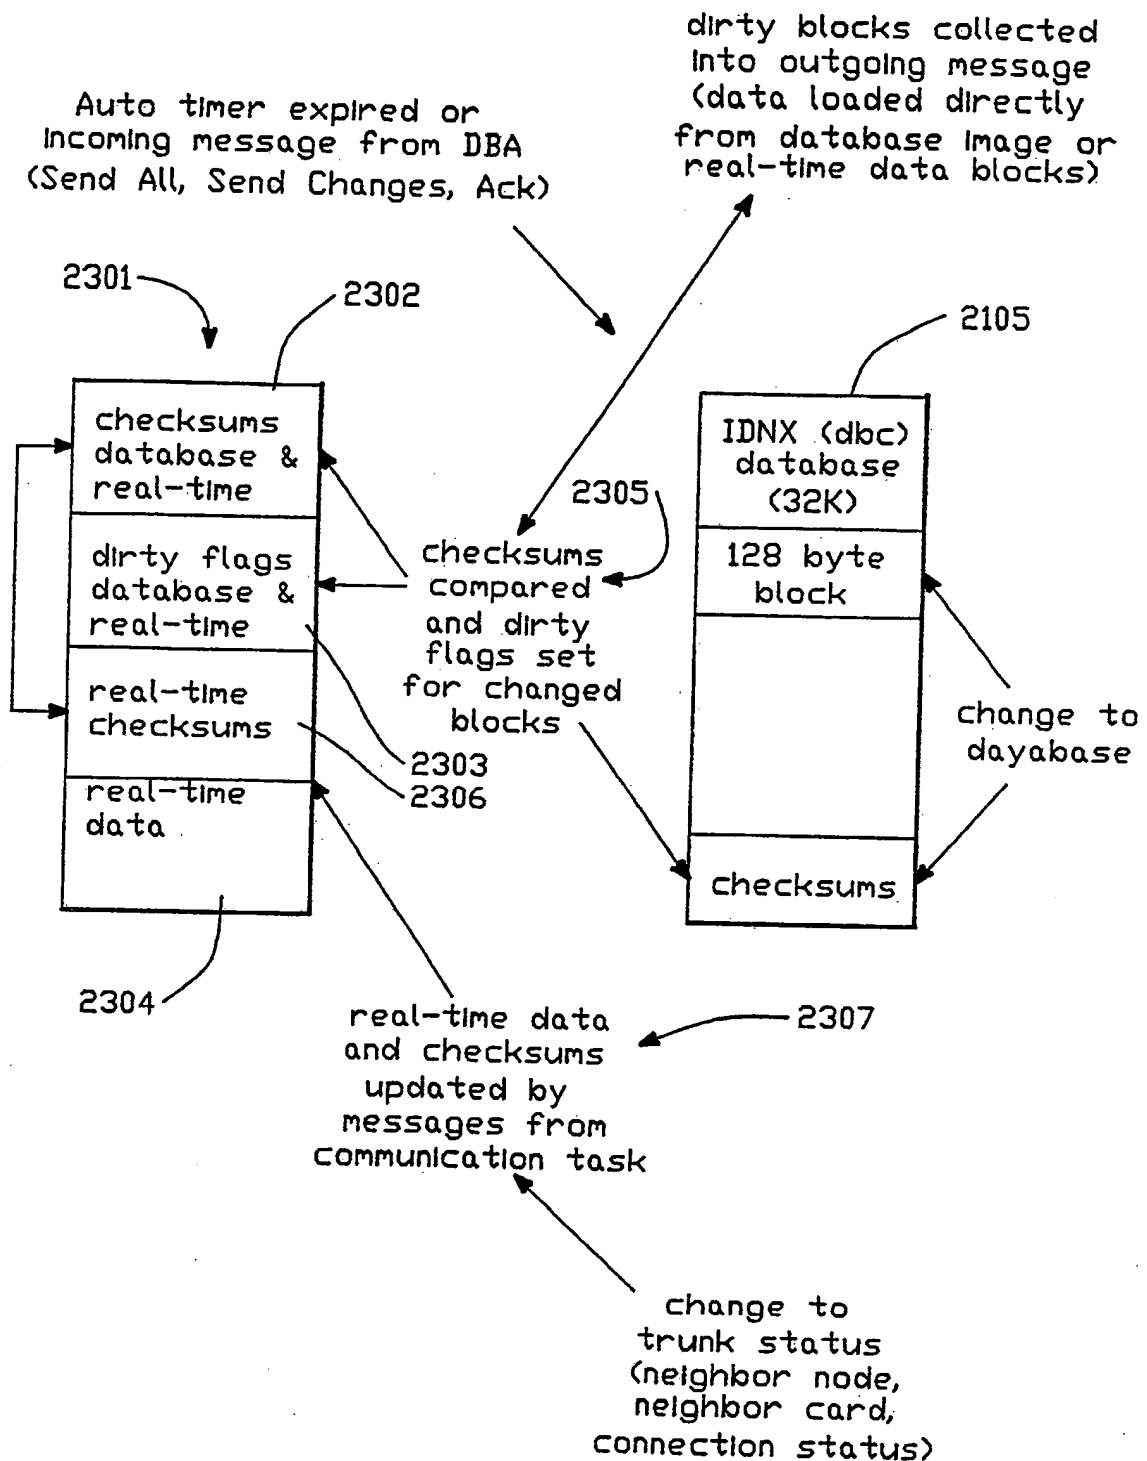 dirty blocks collected
into outgoing message
(data loaded directly
from database image or
real-time data blocks)
Auto timer expired or
incoming message from DBA
(Send All, Send Changes, Ack)
2301
2302
2105
checksums
database &
real-time
dirty flags
database &
real-time
real-time
checksums
real-time
data
2305
checksums
compared
and dirty
flags set
for changed
blocks
IDNX (dbc)
database
(32K)
128 byte
block
checksums
change to
dayabase
2303
2306
2304
real-time data
and checksums
updated by
messages from
communication task
2307
change to
trunk status
(neighbor node,
neighbor card,
connection status)